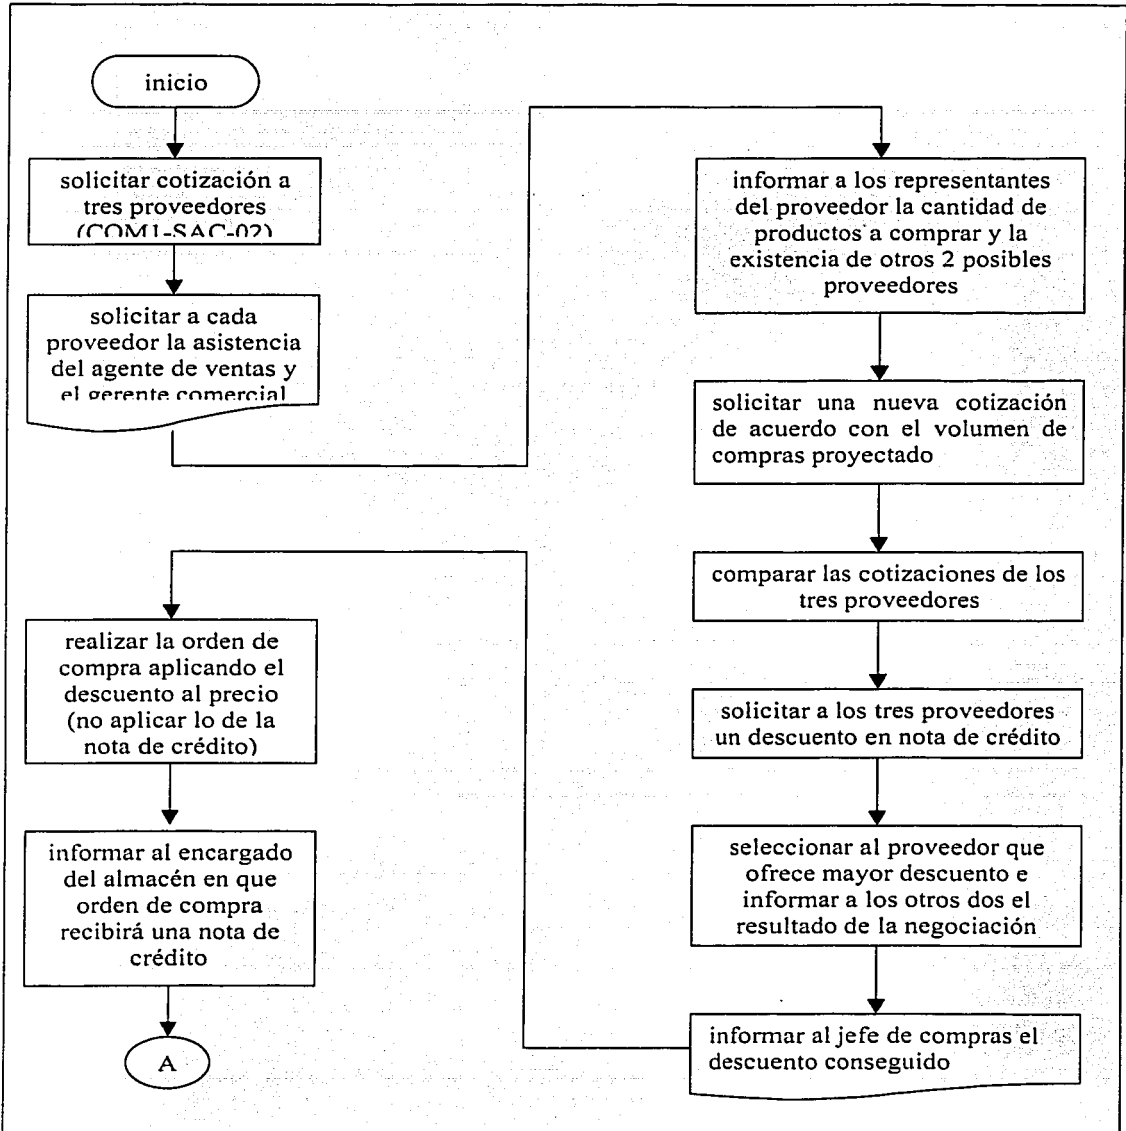 inicio
solicitar cotización a
tres proveedores
(COM1-SAC-02)
solicitar a cada
proveedor la asistencia
del agente de ventas y
el gerente comercial
informar a los representantes
del proveedor la cantidad de
productos a comprar y la
existencia de otros 2 posibles
proveedores
solicitar una nueva cotización
de acuerdo con el volumen de
compras proyectado
comparar las cotizaciones de los
tres proveedores
solicitar a los tres proveedores
un descuento en nota de crédito
seleccionar al proveedor que
ofrece mayor descuento e
informar a los otros dos el
resultado de la negociación
informar al jefe de compras el
descuento conseguido
realizar la orden de
compra aplicando el
descuento al precio
(no aplicar lo de la
nota de crédito)
informar al encargado
del almacén en que
orden de compra
recibirá una nota de
crédito
A